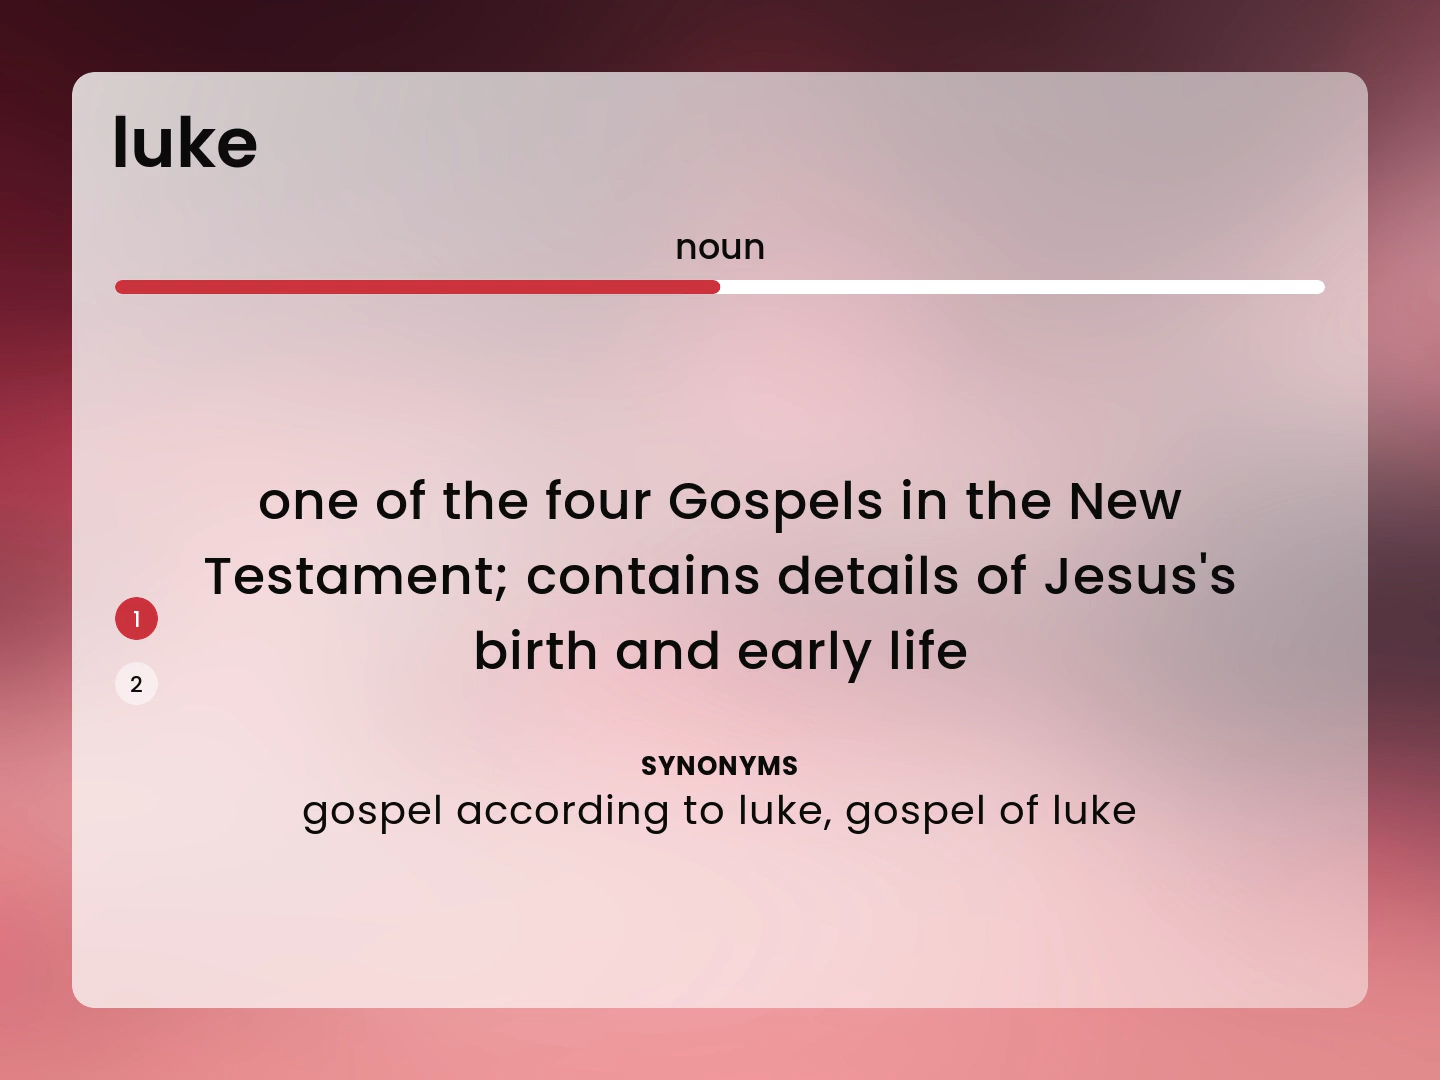 luke
noun
one of the four Gospels in the New
Testament; contains details of Jesus's
birth and early life
1
2
SYNONYMS
gospel according to luke, gospel of luke